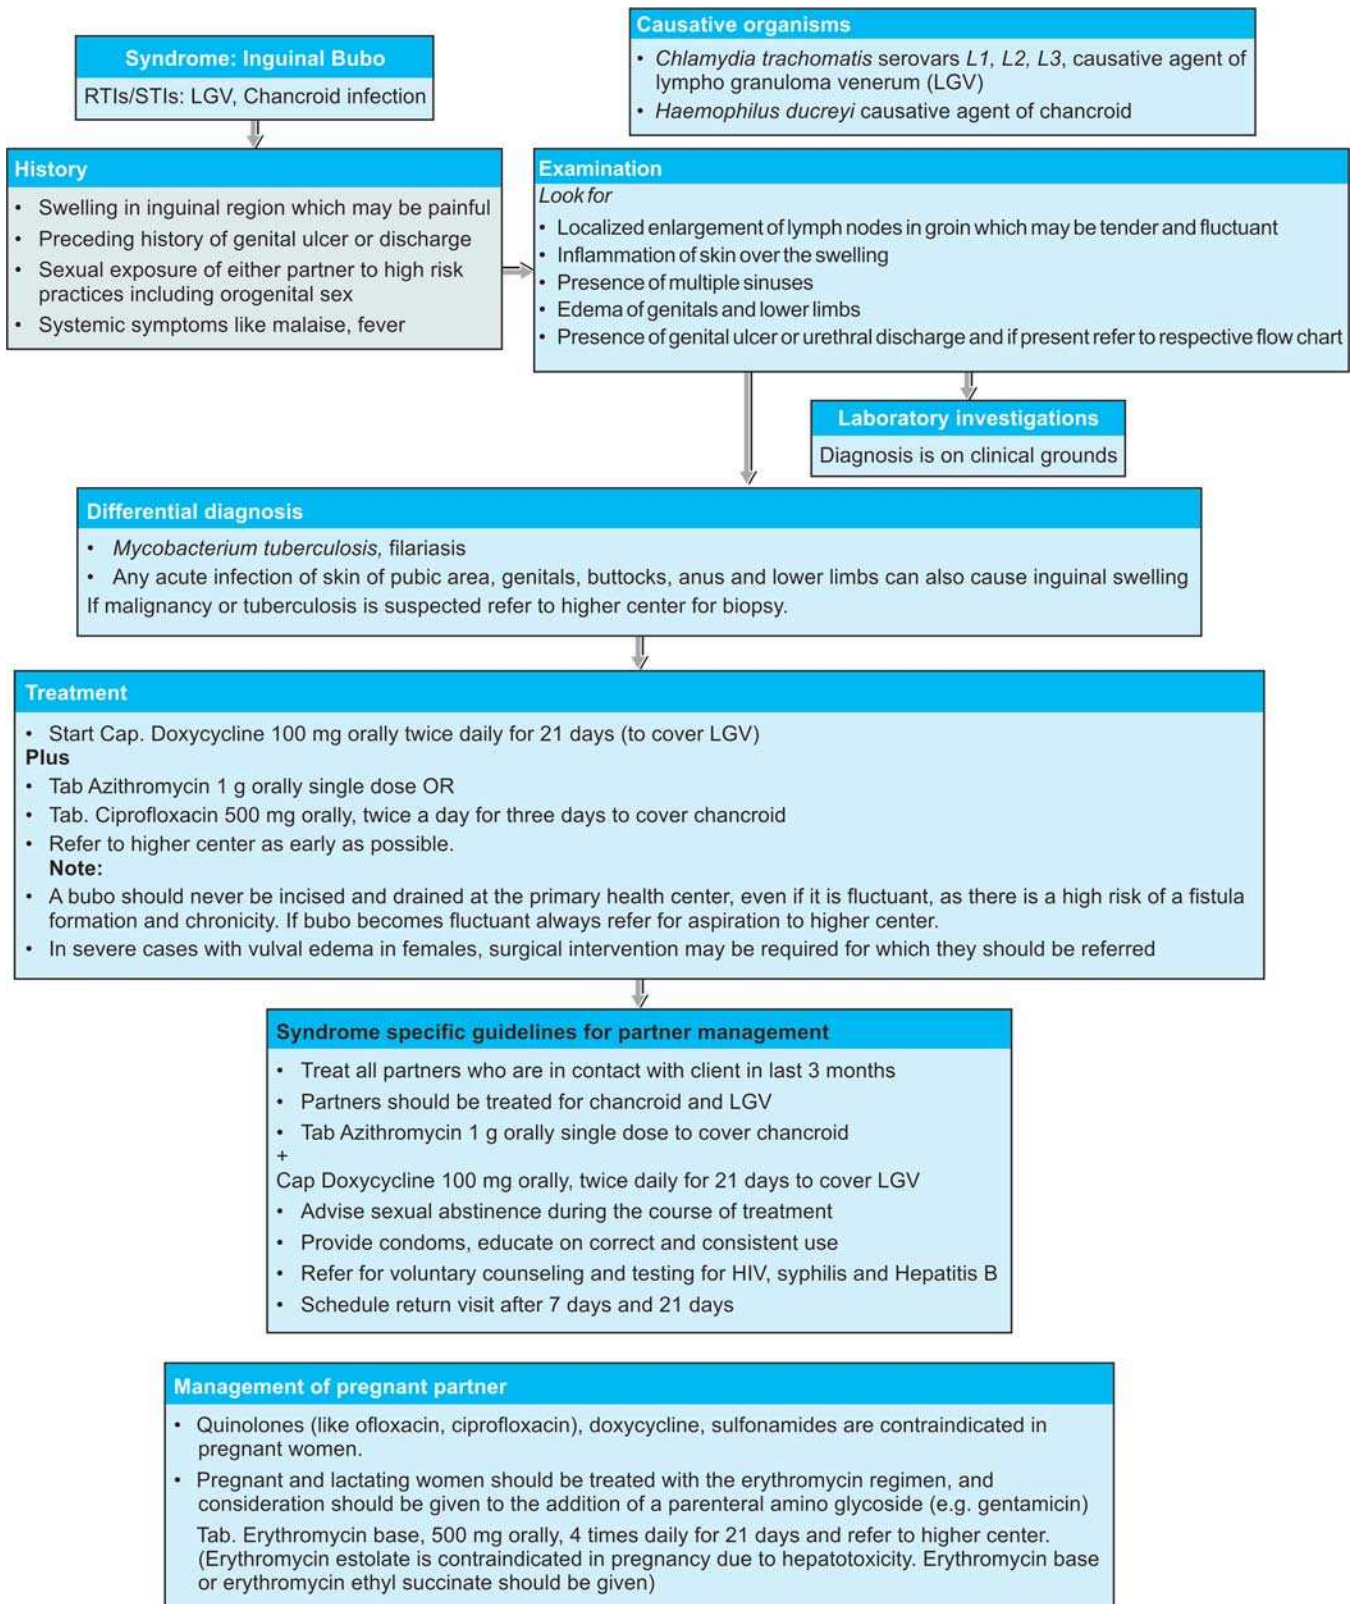 Syndrome: Inguinal Bubo
RTIs/STIs: LGV, Chancroid infection
Causative organisms
• Chlamydia trachomatis serovars L1, L2, L3, causative agent of
lympho granuloma venerum (LGV)
• Haemophilus ducreyi causative agent of chancroid
History
• Swelling in inguinal region which may be painful
• Preceding history of genital ulcer or discharge
• Sexual exposure of either partner to high risk
practices including orogenital sex
• Systemic symptoms like malaise, fever
Examination
Look for
• Localized enlargement of lymph nodes in groin which may be tender and fluctuant
• Inflammation of skin over the swelling
• Presence of multiple sinuses
• Edema of genitals and lower limbs
• Presence of genital ulcer or urethral discharge and if present refer to respective flow chart
Laboratory investigations
Diagnosis is on clinical grounds
Differential diagnosis
• Mycobacterium tuberculosis, filariasis
• Any acute infection of skin of pubic area, genitals, buttocks, anus and lower limbs can also cause inguinal swelling
If malignancy or tuberculosis is suspected refer to higher center for biopsy.
Treatment
• Start Cap. Doxycycline 100 mg orally twice daily for 21 days (to cover LGV)
Plus
• Tab Azithromycin 1 g orally single dose OR
• Tab. Ciprofloxacin 500 mg orally, twice a day for three days to cover chancroid
• Refer to higher center as early as possible.
Note:
• A bubo should never be incised and drained at the primary health center, even if it is fluctuant, as there is a high risk of a fistula
formation and chronicity. If bubo becomes fluctuant always refer for aspiration to higher center.
• In severe cases with vulval edema in females, surgical intervention may be required for which they should be referred
Syndrome specific guidelines for partner management
• Treat all partners who are in contact with client in last 3 months
• Partners should be treated for chancroid and LGV
• Tab Azithromycin 1 g orally single dose to cover chancroid
+
Cap Doxycycline 100 mg orally, twice daily for 21 days to cover LGV
• Advise sexual abstinence during the course of treatment
• Provide condoms, educate on correct and consistent use
• Refer for voluntary counseling and testing for HIV, syphilis and Hepatitis B
• Schedule return visit after 7 days and 21 days
Management of pregnant partner
• Quinolones (like ofloxacin, ciprofloxacin), doxycycline, sulfonamides are contraindicated in
pregnant women.
• Pregnant and lactating women should be treated with the erythromycin regimen, and
consideration should be given to the addition of a parenteral amino glycoside (e.g. gentamicin)
Tab. Erythromycin base, 500 mg orally, 4 times daily for 21 days and refer to higher center.
(Erythromycin estolate is contraindicated in pregnancy due to hepatotoxicity. Erythromycin base
or erythromycin ethyl succinate should be given)